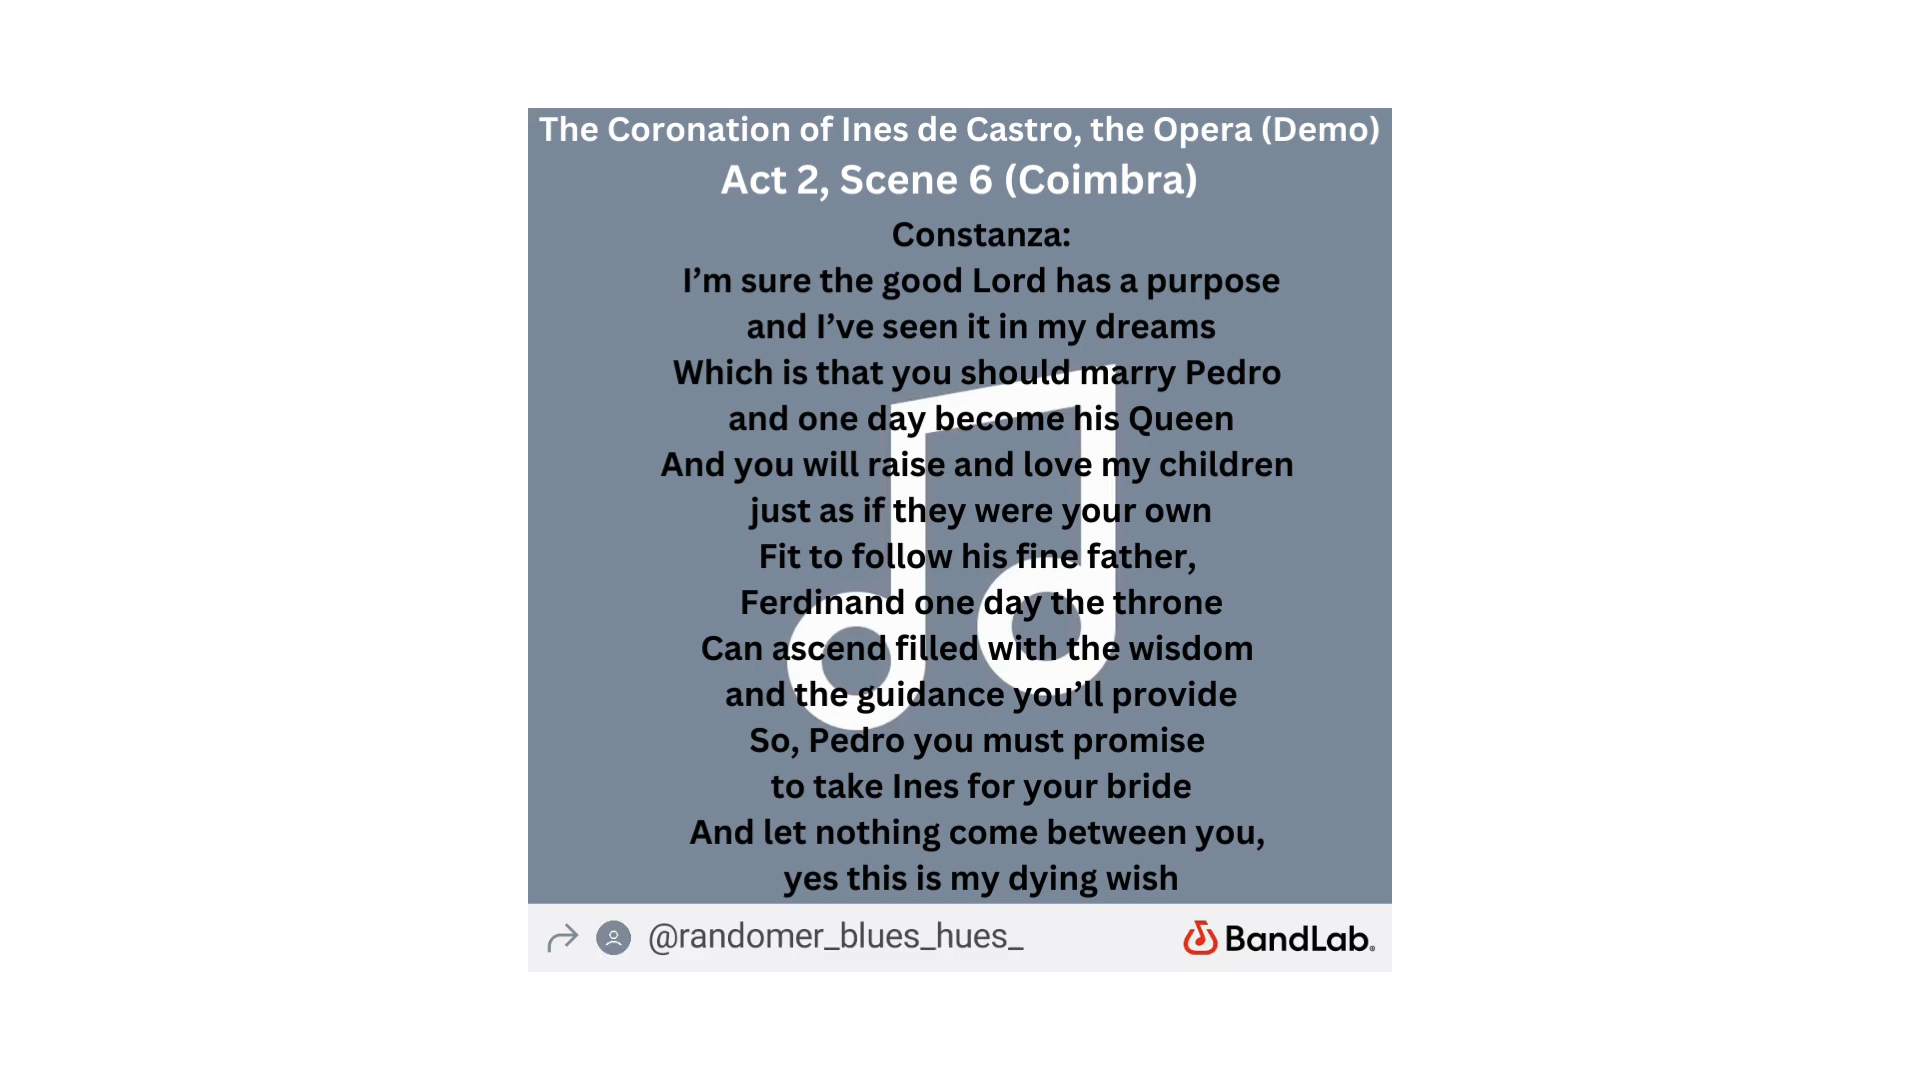 The Coronation of Ines de Castro, the Opera (Demo)
Act 2, Scene 6 (Coimbra)
Constanza:
I’m sure the good Lord has a purpose
and I’ve seen it in my dreams
Which is that you should marry Pedro
and one day become his Queen
And you will raise and love my children
just as if they were your own
Fit to follow his fine father,
Ferdinand one day the throne
Can ascend filled with the wisdom
and the guidance you’ll provide
So, Pedro you must promise
to take Ines for your bride
And let nothing come between you,
yes this is my dying wish
@randomer_blues_hues_ BandLab®